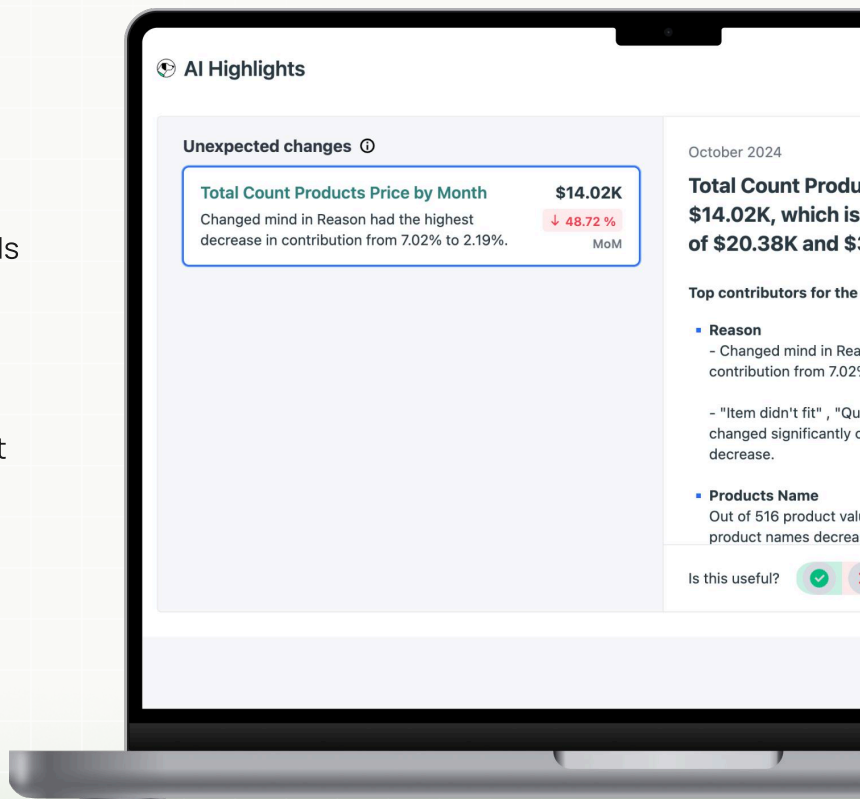 AI Highlights
Unexpected changes
Total Count Products Price by Month
$14.02K
Changed mind in Reason had the highest
↓ 48.72 %
decrease in contribution from 7.02% to 2.19%.
MoM
October 2024
Total Count Produ
$14.02K, which is
of $20.38K and $3
Top contributors for the
Reason
- Changed mind in Rea
contribution from 7.02%
- "Item didn't fit" , "Qu
changed significantly
decrease.
Products Name
Out of 516 product val
product names decrea
Is this useful?